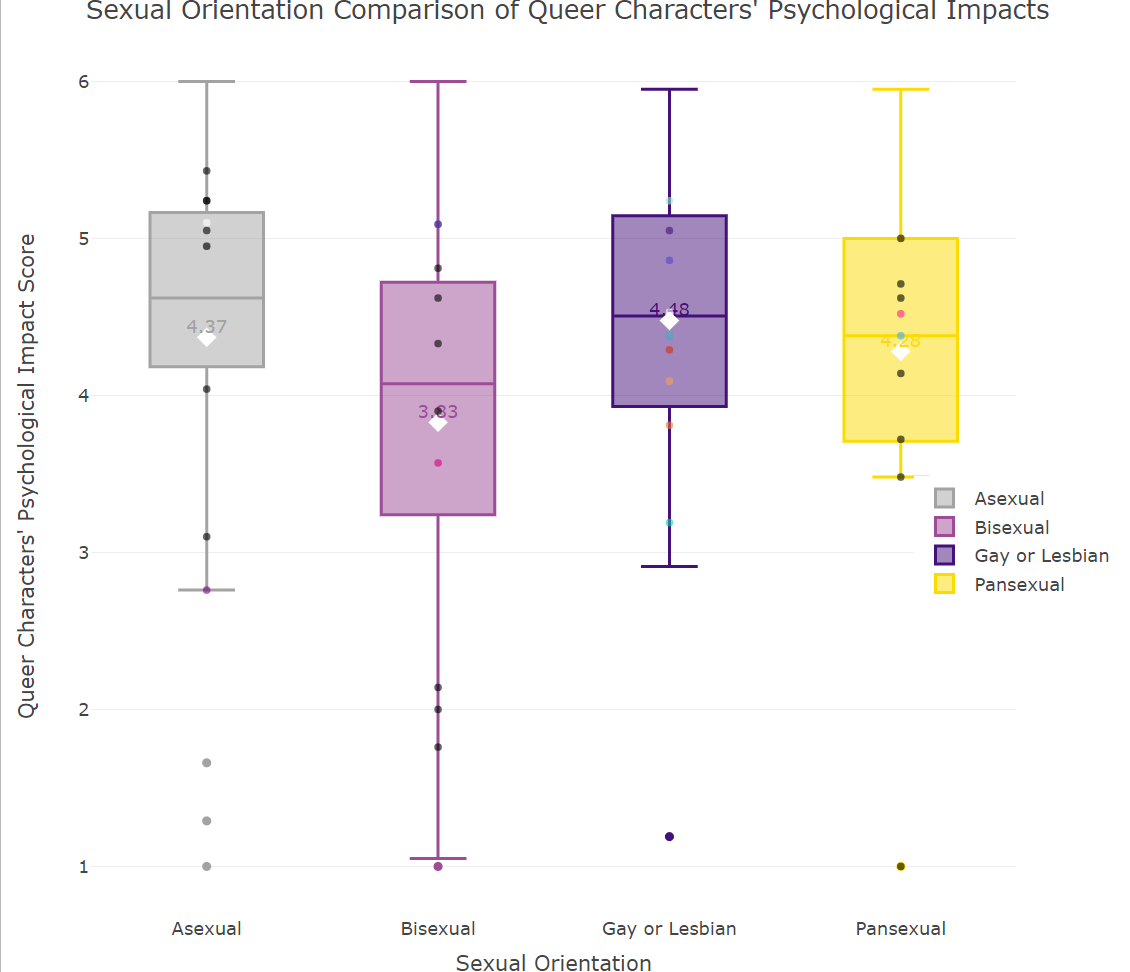 Sexual Orientation Comparison of Queer Characters' Psychological Impacts
Queer Characters' Psychological Impact Score
6
5
4
3
2
1
4.37
3.83
4.48
4.28
Asexual
Bisexual
Gay or Lesbian
Pansexual
Asexual
Bisexual
Gay or Lesbian
Pansexual
Sexual Orientation